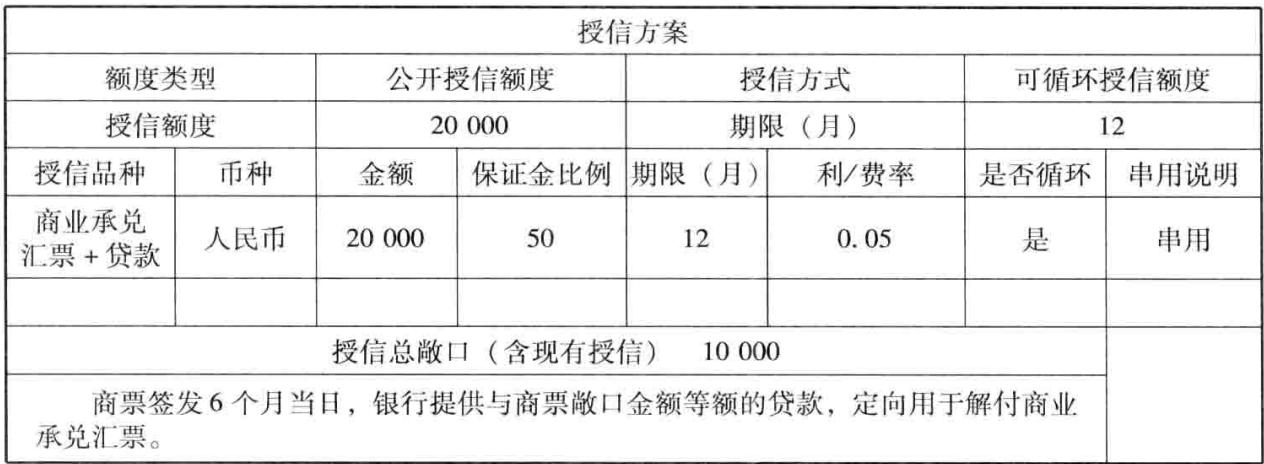 授信方案
额度类型 公开授信额度 授信方式 可循环授信额度
授信额度 20 000 期限（月） 12
授信品种 币种 金额 保证金比例 期限（月） 利/费率 是否循环 串用说明
商业承兑
汇票+贷款 人民币 20 000 50 12 0.05 是 串用
授信总敞口（含现有授信） 10 000
商票签发6个月当日，银行提供与商票敞口金额等额的贷款，定向用于解付商业
承兑汇票。